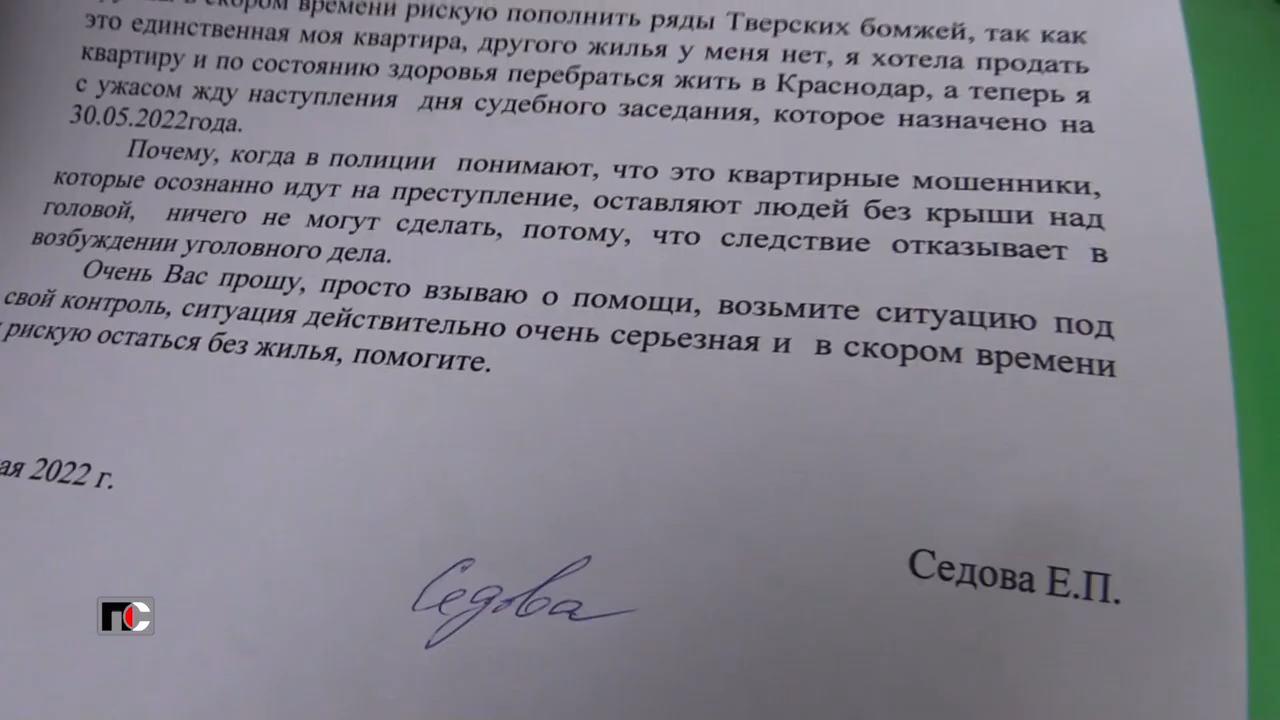 в скором времени рискую пополнить ряды Тверских бомжей, так как
это единственная моя квартира, другого жилья у меня нет, я хотела продать
квартиру и по состоянию здоровья перебраться жить в Краснодар, а теперь я
с ужасом жду наступления дня судебного заседания, которое назначено на
30.05.2022года.
Почему, когда в полиции понимают, что это квартирные мошенники,
которые осознанно идут на преступление, оставляют людей без крыши над
головой, ничего не могут сделать, потому, что следствие отказывает в
возбуждении уголовного дела.
Очень Вас прошу, просто взываю о помощи, возьмите ситуацию под
свой контроль, ситуация действительно очень серьезная и в скором времени
рискую остаться без жилья, помогите.
ая 2022 г.
Седова
Седова Е.П.
ПС